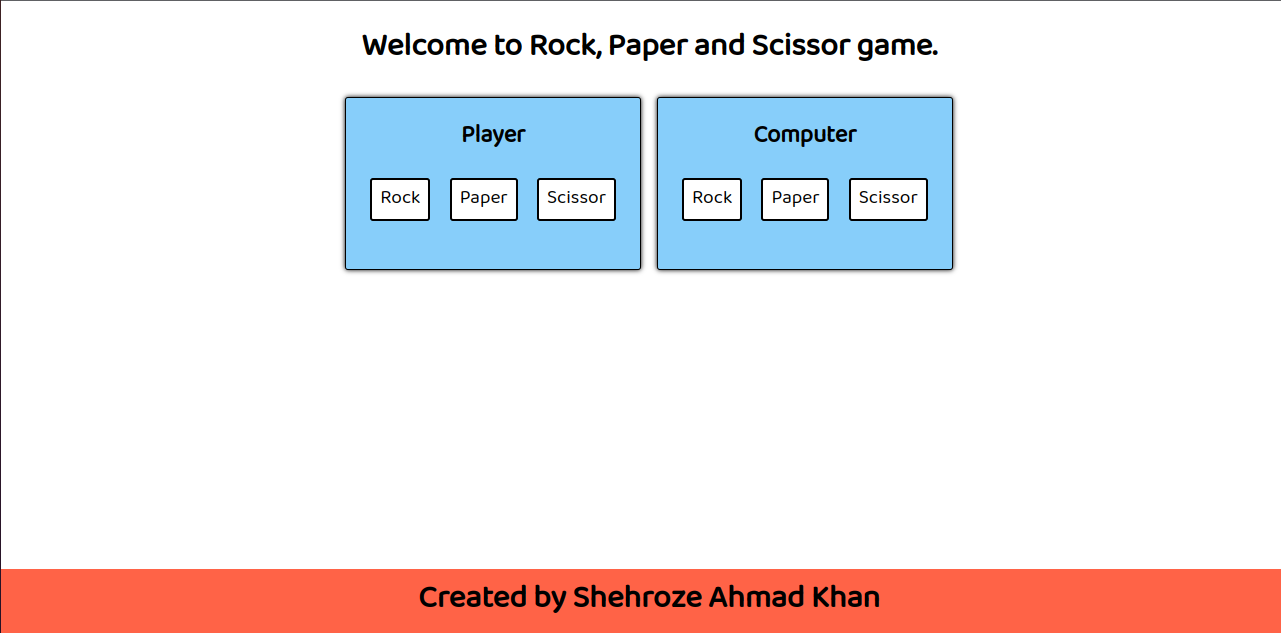 Welcome to Rock, Paper and Scissor game.
Player
Rock Paper Scissor
Computer
Rock Paper Scissor
Created by Shehroze Ahmad Khan